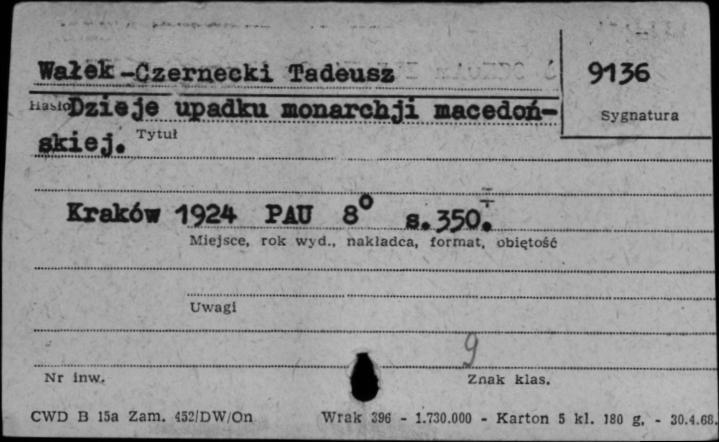 Wałek-Czernecki Tadeusz
9136
Hasło Dzieje upadku monarchji macedoń-
Sygnatura
skiej. Tytuł
Kraków 1924 PAU 8° s.350.
Miejsce, rok wyd., nakładca, format, objętość
Uwagi
9
Nr inw.
Znak klas.
CWD B 15a Zam. 452/DW/On Wrak 396 - 1.730.000 - Karton 5 kl. 180 g. - 30.4.68.